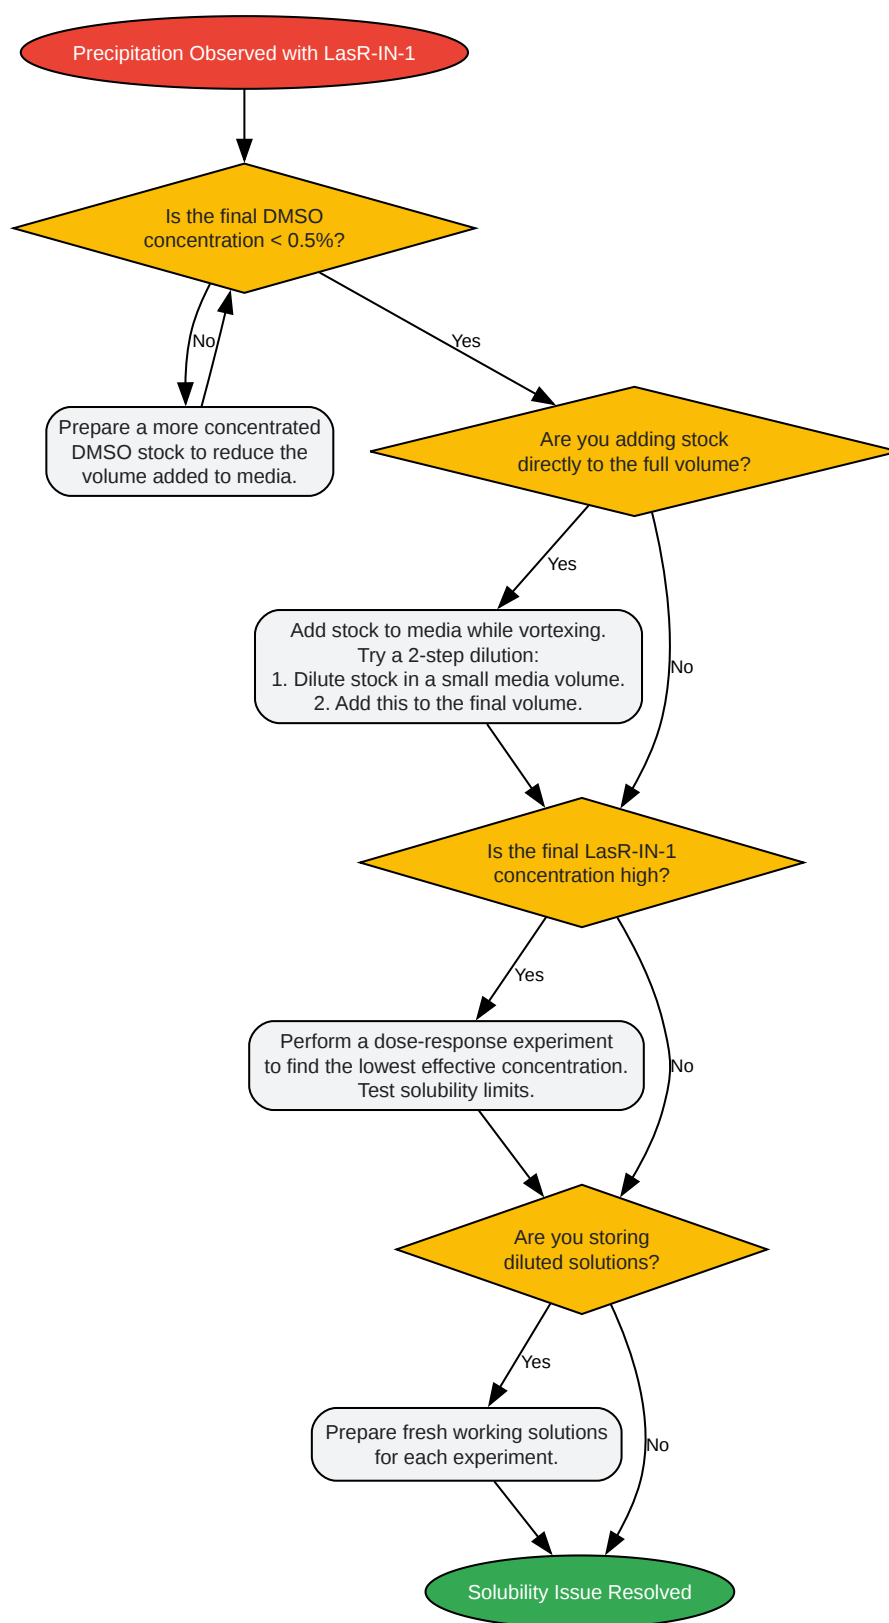 Precipitation Observed with LasR-IN-1
Is the final DMSO
concentration < 0.5%?
No
Yes
Prepare a more concentrated
DMSO stock to reduce the
volume added to media.
Are you adding stock
directly to the full volume?
Yes
No
Add stock to media while vortexing.
Try a 2-step dilution:
1. Dilute stock in a small media volume.
2. Add this to the final volume.
Is the final LasR-IN-1
concentration high?
Yes
No
Perform a dose-response experiment
to find the lowest effective concentration.
Test solubility limits.
Are you storing
diluted solutions?
Yes
No
Prepare fresh working solutions
for each experiment.
Solubility Issue Resolved